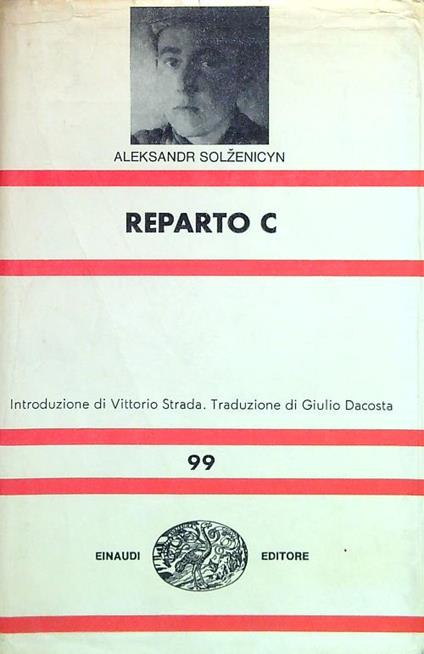 ALEKSANDR SOLŽENICYN
REPARTO C
Introduzione di Vittorio Strada. Traduzione di Giulio Dacosta
99
EINAUDI EDITORE